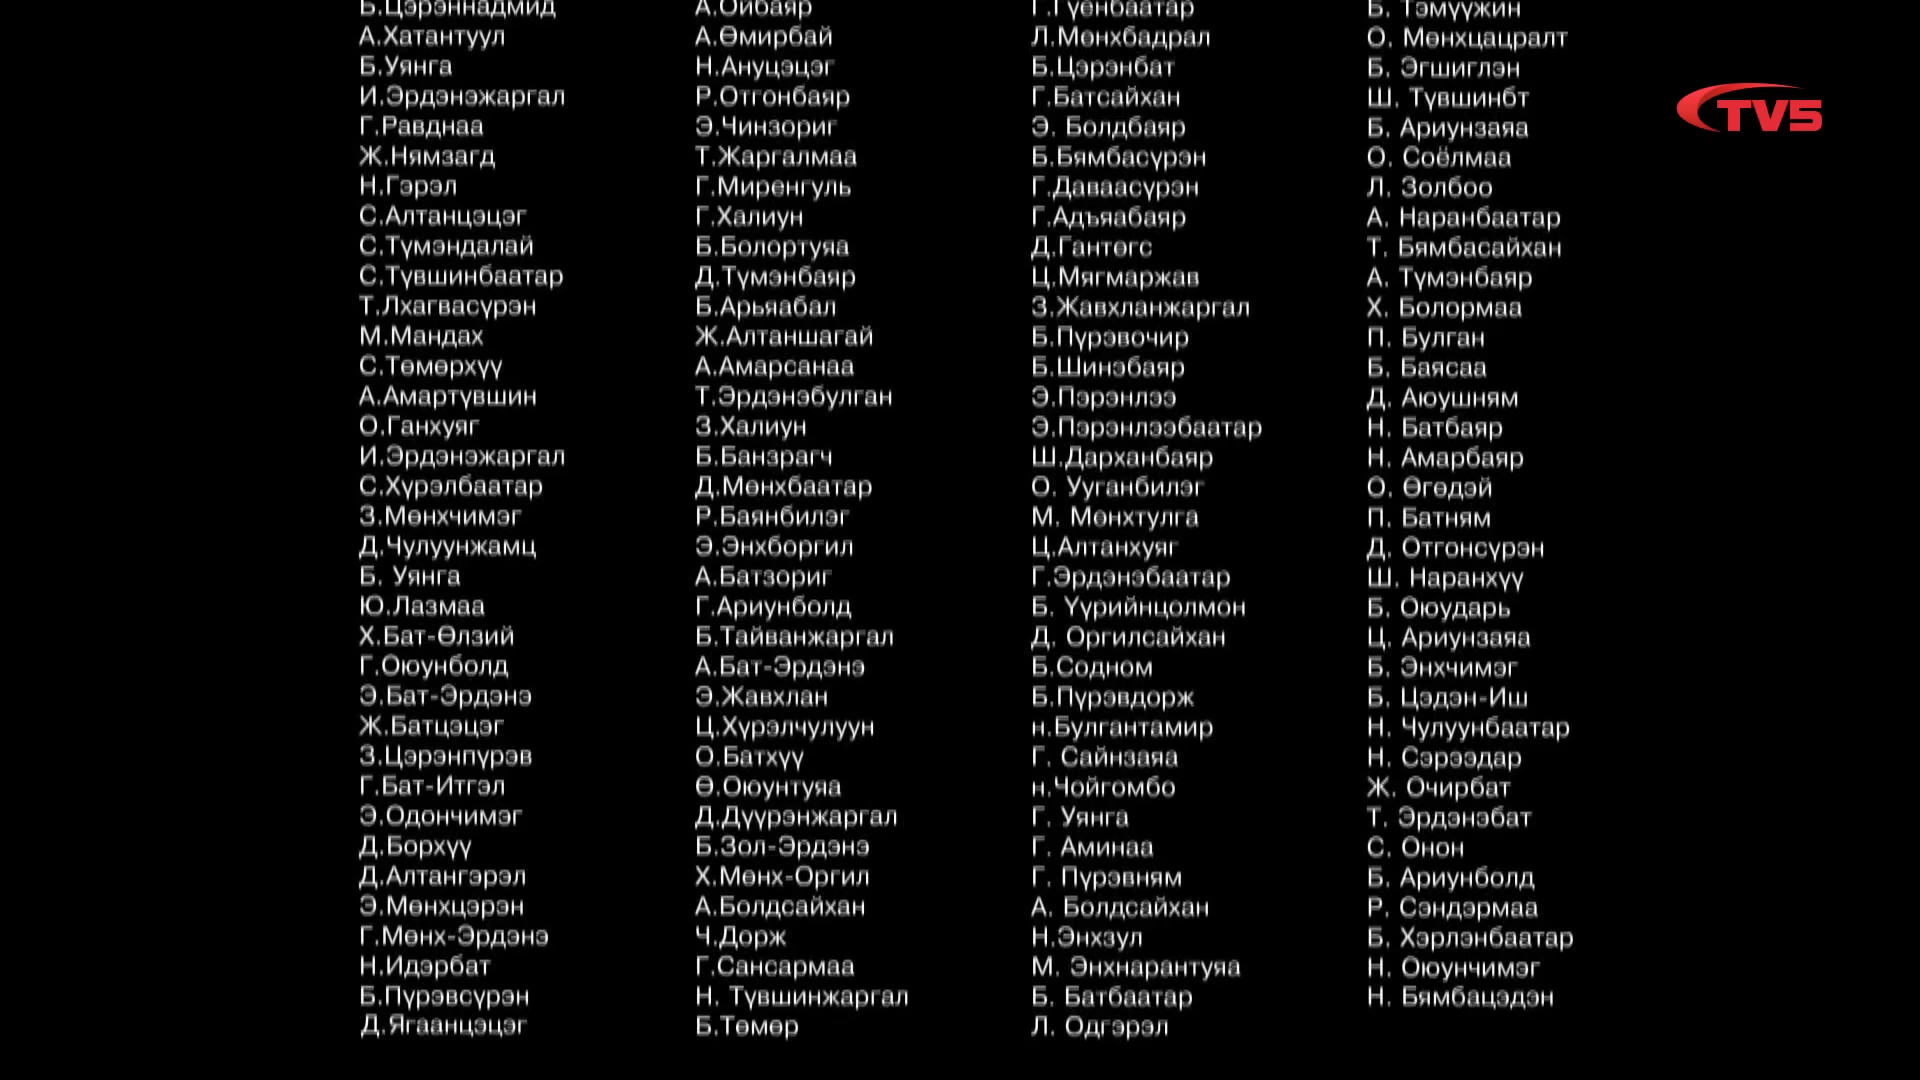 Б.Цэрэннадмид
А.Хатантуул
Б.Уянга
И.Эрдэнэжаргал
Г.Равднаа
Ж.Нямзагд
Н.Гэрэл
С.Алтанцэцэг
С.Түмэндалай
С.Түвшинбаатар
Т.Лхагвасүрэн
М.Мандах
С.Төмөрхүү
А.Амартүвшин
О.Ганхуяг
И.Эрдэнэжаргал
С.Хүрэлбаатар
З.Мөнхчимэг
Д.Чулуунжамц
Б. Уянга
Ю.Лазмаа
Х.Бат-Өлзий
Г.Оюунболд
Э.Бат-Эрдэнэ
Ж.Батцэцэг
З.Цэрэнпүрэв
Г.Бат-Итгэл
Э.Одончимэг
Д.Борхүү
Д.Алтангэрэл
Э.Мөнхцэрэн
Г.Мөнх-Эрдэнэ
Н.Идэрбат
Б.Пүрэвсүрэн
Д.Ягаанцэцэг
А.Ойбаяр
А.Өмирбай
Н.Ануцэцэг
Р.Отгонбаяр
Э.Чинзориг
Т.Жаргалмаа
Г.Миренгуль
Г.Халиун
Б.Болортуяа
Д.Түмэнбаяр
Б.Арьяабал
Ж.Алтаншагай
А.Амарсанаа
Т.Эрдэнэбулган
З.Халиун
Б.Банзрагч
Д.Мөнхбаатар
Р.Баянбилэг
Э.Энхборгил
А.Батзориг
Г.Ариунболд
Б.Тайванжаргал
А.Бат-Эрдэнэ
Э.Жавхлан
Ц.Хүрэлчулуун
О.Батхүү
Ө.Оюунтуяа
Д.Дүүрэнжаргал
Б.Зол-Эрдэнэ
Х.Мөнх-Оргил
А.Болдсайхан
Ч.Дорж
Г.Сансармаа
Н. Түвшинжаргал
Б.Төмөр
Г.Гүенбаатар
Л.Мөнхбадрал
Б.Цэрэнбат
Г.Батсайхан
Э. Болдбаяр
Б.Бямбасүрэн
Г.Даваасүрэн
Г.Адъяабаяр
Д.Гантөгс
Ц.Мягмаржав
З.Жавхланжаргал
Б.Пүрэвочир
Б.Шинэбаяр
Э.Пэрэнлээ
Э.Пэрэнлээбаатар
Ш.Дарханбаяр
О. Ууганбилэг
М. Мөнхтулга
Ц.Алтанхуяг
Г.Эрдэнэбаатар
Б. Үүрийнцолмон
Д. Оргилсайхан
Б.Содном
Б.Пүрэвдорж
н.Булгантамир
Г. Сайнзаяа
н.Чойгомбо
Г. Уянга
Г. Аминаа
Г. Пүрэвням
А. Болдсайхан
Н.Энхзул
М. Энхнарантуяа
Б. Батбаатар
Л. Одгэрэл
Б. Тэмүүжин
О. Мөнхцацралт
Б. Эгшиглэн
Ш. Түвшинбт
Б. Ариунзаяа
О. Соёлмаа
Л. Золбоо
А. Наранбаатар
Т. Бямбасайхан
А. Түмэнбаяр
Х. Болормаа
П. Булган
Б. Баясаа
Д. Аюушням
Н. Батбаяр
Н. Амарбаяр
О. Өгөдэй
П. Батням
Д. Отгонсүрэн
Ш. Наранхүү
Б. Оюударь
Ц. Ариунзаяа
Б. Энхчимэг
Б. Цэдэн-Иш
Н. Чулуунбаатар
Н. Сэрээдар
Ж. Очирбат
Т. Эрдэнэбат
С. Онон
Б. Ариунболд
Р. Сэндэрмаа
Б. Хэрлэнбаатар
Н. Оюунчимэг
Н. Бямбацэдэн
TV5